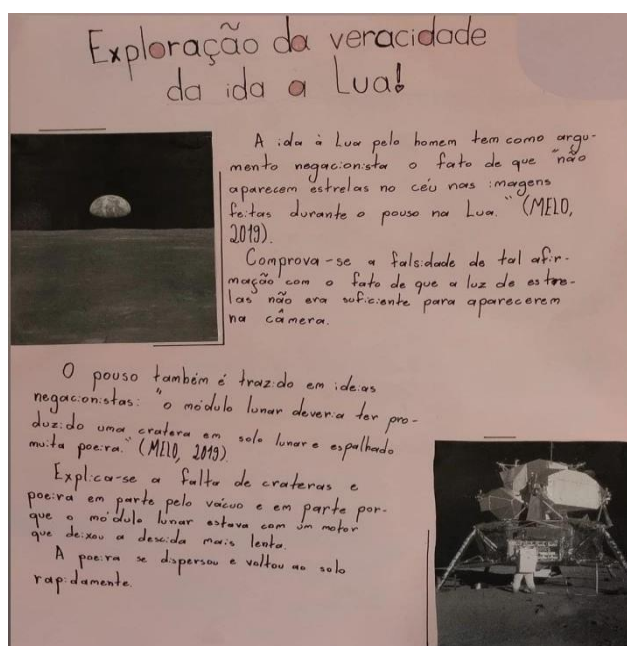 Exploração da veracidade
da ida a Lua!
A ida à Lua pelo homem tem como argu-
mento negacionista o fato de que "não
aparecem estrelas no céu nas imagens
feitas durante o pouso na Lua." (MELO,
2019).
Comprova-se a falsidade de tal afir-
mação com o fato de que a luz de estre-
las não era suficiente para aparecerem
na câmera.
O pouso também é trazido em ideias
negacionistas: "o módulo lunar deveria ter pro-
duzido uma cratera em solo lunar e espalhado
muita poeira." (MELO, 2019)
Explica-se a falta de crateras e
poeira em parte pelo vácuo e em parte por-
que o módulo lunar estava com um motor
que deixou a descida mais lenta.
A poeira se dispersou e voltou ao solo
rapidamente.